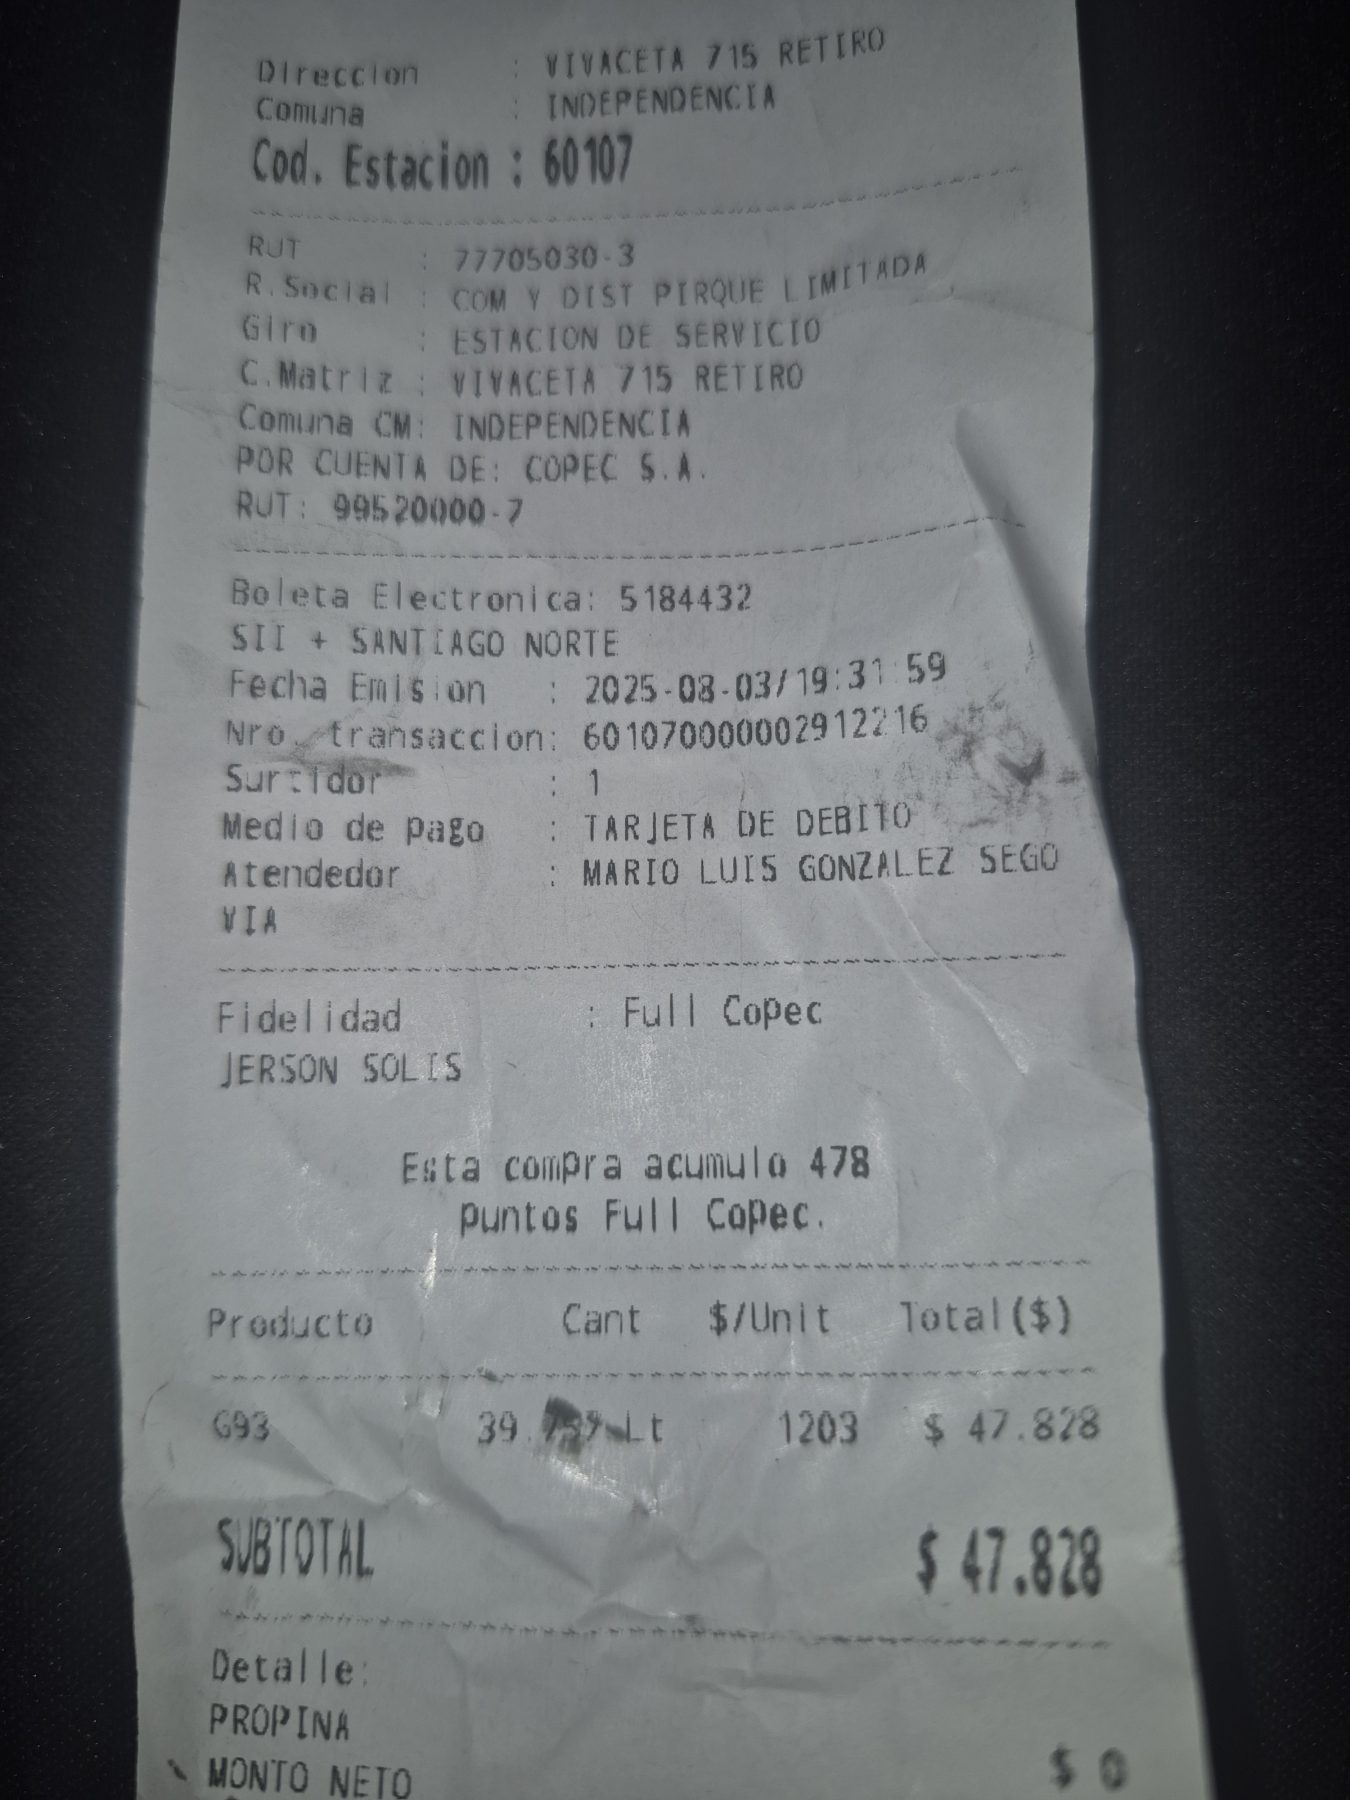 Direccion : VIVACETA 715 RETIRO
Comuna : INDEPENDENCIA
Cod. Estacion : 60107
RUT : 77705030-3
R.Social : COM Y DIST PIRQUE LIMITADA
Giro : ESTACION DE SERVICIO
C.Matriz : VIVACETA 715 RETIRO
Comuna CM: INDEPENDENCIA
POR CUENTA DE: COPEC S.A.
RUT: 99520000-7
Boleta Electronica: 5184432
SII + SANTIAGO NORTE
Fecha Emision : 2025-08-03/19:31:59
Nro. transaccion: 601070000002912216
Surtidor : 1
Medio de pago : TARJETA DE DEBITO
Atendedor : MARIO LUIS GONZALEZ SEGO
VIA
Fidelidad : Full Copec
JERSON SOLIS
Esta compra acumulo 478
puntos Full Copec.
Producto Cant $/Unit Total($)
G93 Lt 1203 $ 47.828
SUBTOTAL $ 47.828
Detalle:
PROPINA
$ 0
MONTO NETO